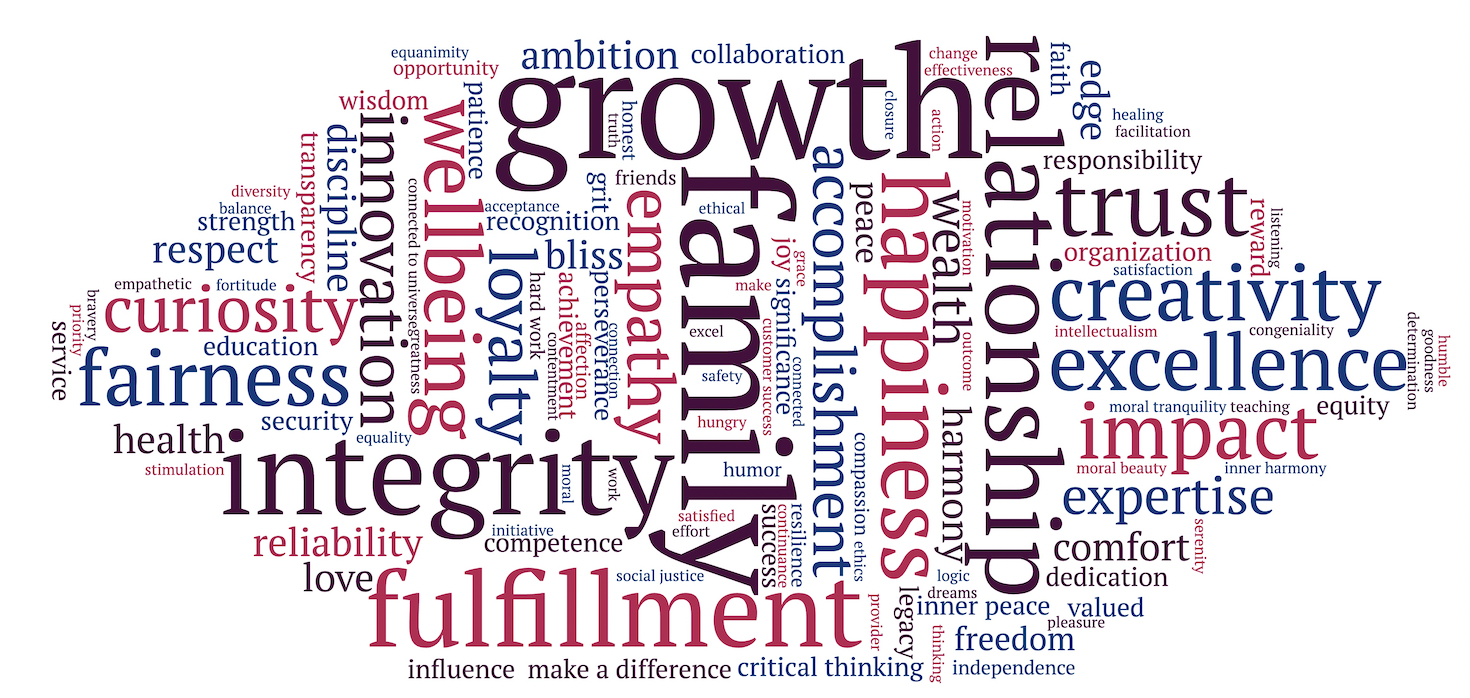 equanimity
ambition
collaboration
change
opportunity
effectiveness
growth
relationship
faith
edge
wisdom
patience
wellbeing
innovation
discipline
transparency
honest
truth
closure
action
healing
facilitation
responsibility
accomplishment
friends
grit
family
peace
happiness
wealth
motivation
trust
reward
listening
diversity
balance
strength
respect
connected to universe
greatness
acceptance
recognition
bliss
empathy
ethical
joy
grace
organization
satisfaction
creativity
empathetic
fortitude
loyalty
hard work
achievement
affection
contentment
perseverance
connection
make
significance
bravery
priority
curiosity
service
education
fairness
excel
customer success
connected
safety
outcome
intellectualism
congeniality
excellence
determination
goodness
humble
moral tranquility
teaching
equity
security
hungry
impact
health
equality
stimulation
integrity
moral
work
humor
compassion
harmony
moral beauty
inner harmony
expertise
satisfied
effort
success
continuance
resilience
ethics
initiative
competence
reliability
serenity
comfort
love
social justice
logic
dedication
fulfillment
dreams
provider
legacy
inner peace
valued
pleasure
thinking
freedom
influence
make a difference
critical thinking
independence